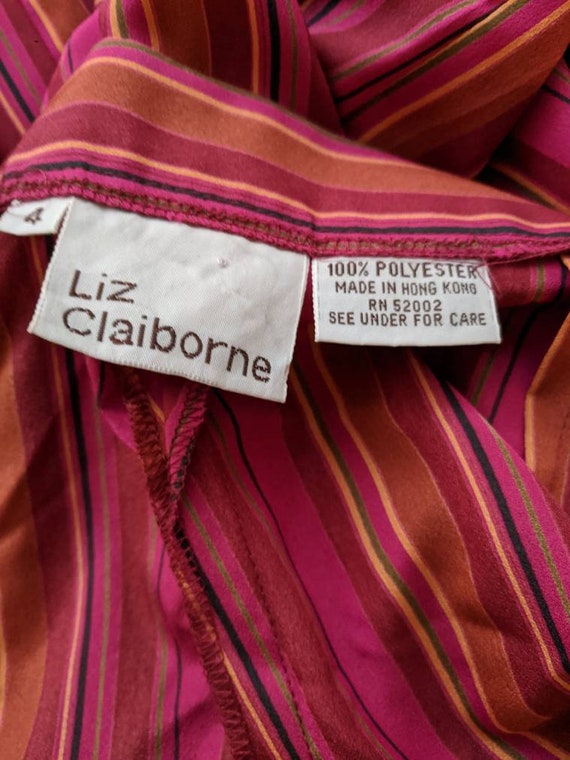 4
Liz
Claiborne
100% POLYESTER
MADE IN HONG KONG
RN 52002
SEE UNDER FOR CARE